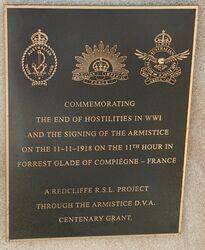 COMMEMORATING
THE END OF HOSTILITIES IN WWI
AND THE SIGNING OF THE ARMISTICE
ON THE 11-11-1918 ON THE 11TH HOUR IN
FORREST GLADE OF COMPIÈGNE – FRANCE
A REDCLIFFE R.S.L. PROJECT
THROUGH THE ARMISTICE D.V.A.
CENTENARY GRANT.